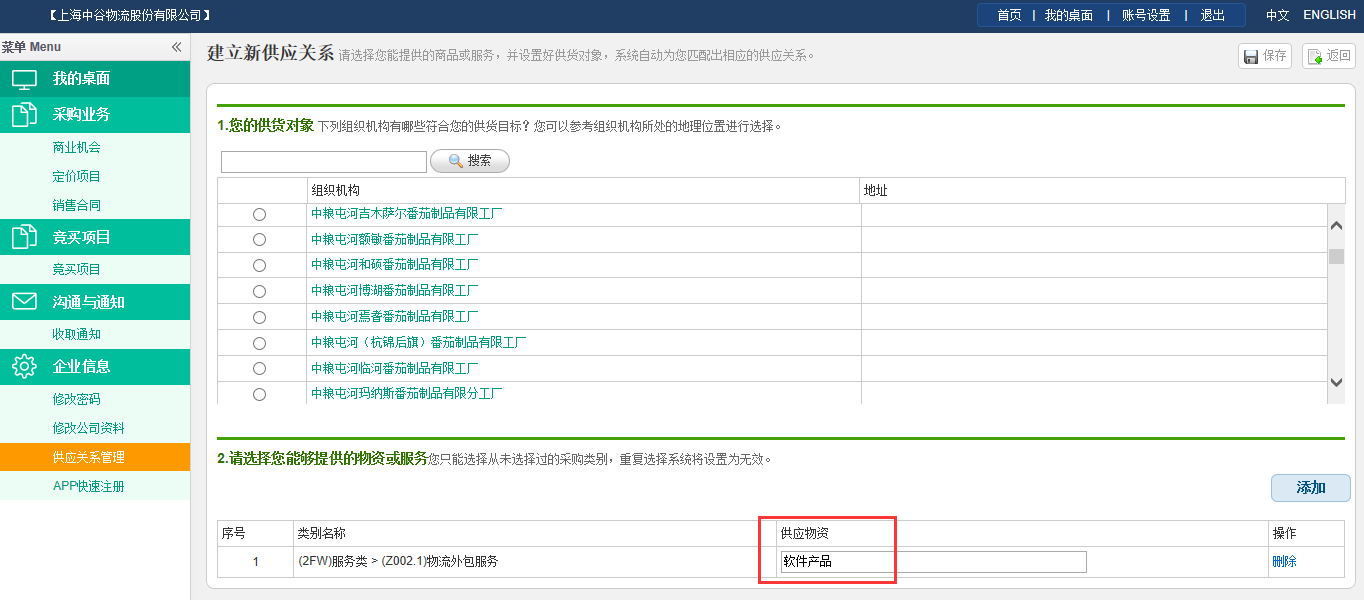 【上海中谷物流股份有限公司】
首页 | 我的桌面 | 账号设置 | 退出 中文 ENGLISH
菜单 Menu
我的桌面
采购业务
商业机会
定价项目
销售合同
竞买项目
竟买项目
沟通与通知
收取通知
企业信息
修改密码
修改公司资料
供应关系管理
APP快速注册
建立新供应关系 请选择您能提供的商品或服务，并设置好供货对象，系统自动为您匹配出相应的供应关系。
保存 返回
1.您的供货对象 下列组织机构有哪些符合您的供货目标？您可以参考组织机构所处的地理位置进行选择。
搜索
组织机构 地址
中粮屯河吉木萨尔番茄制品有限工厂
中粮屯河额敏番茄制品有限工厂
中粮屯河和硕番茄制品有限工厂
中粮屯河博湖番茄制品有限工厂
中粮屯河焉耆番茄制品有限工厂
中粮屯河（杭锦后旗）番茄制品有限工厂
中粮屯河临河番茄制品有限工厂
中粮屯河玛纳斯番茄制品有限分工厂
2.请选择您能够提供的物资或服务您只能选择从未选择过的采购类别，重复选择系统将设置为无效。
添加
序号 类别名称 供应物资 操作
1 (2FW)服务类 > (Z002.1)物流外包服务 软件产品 删除